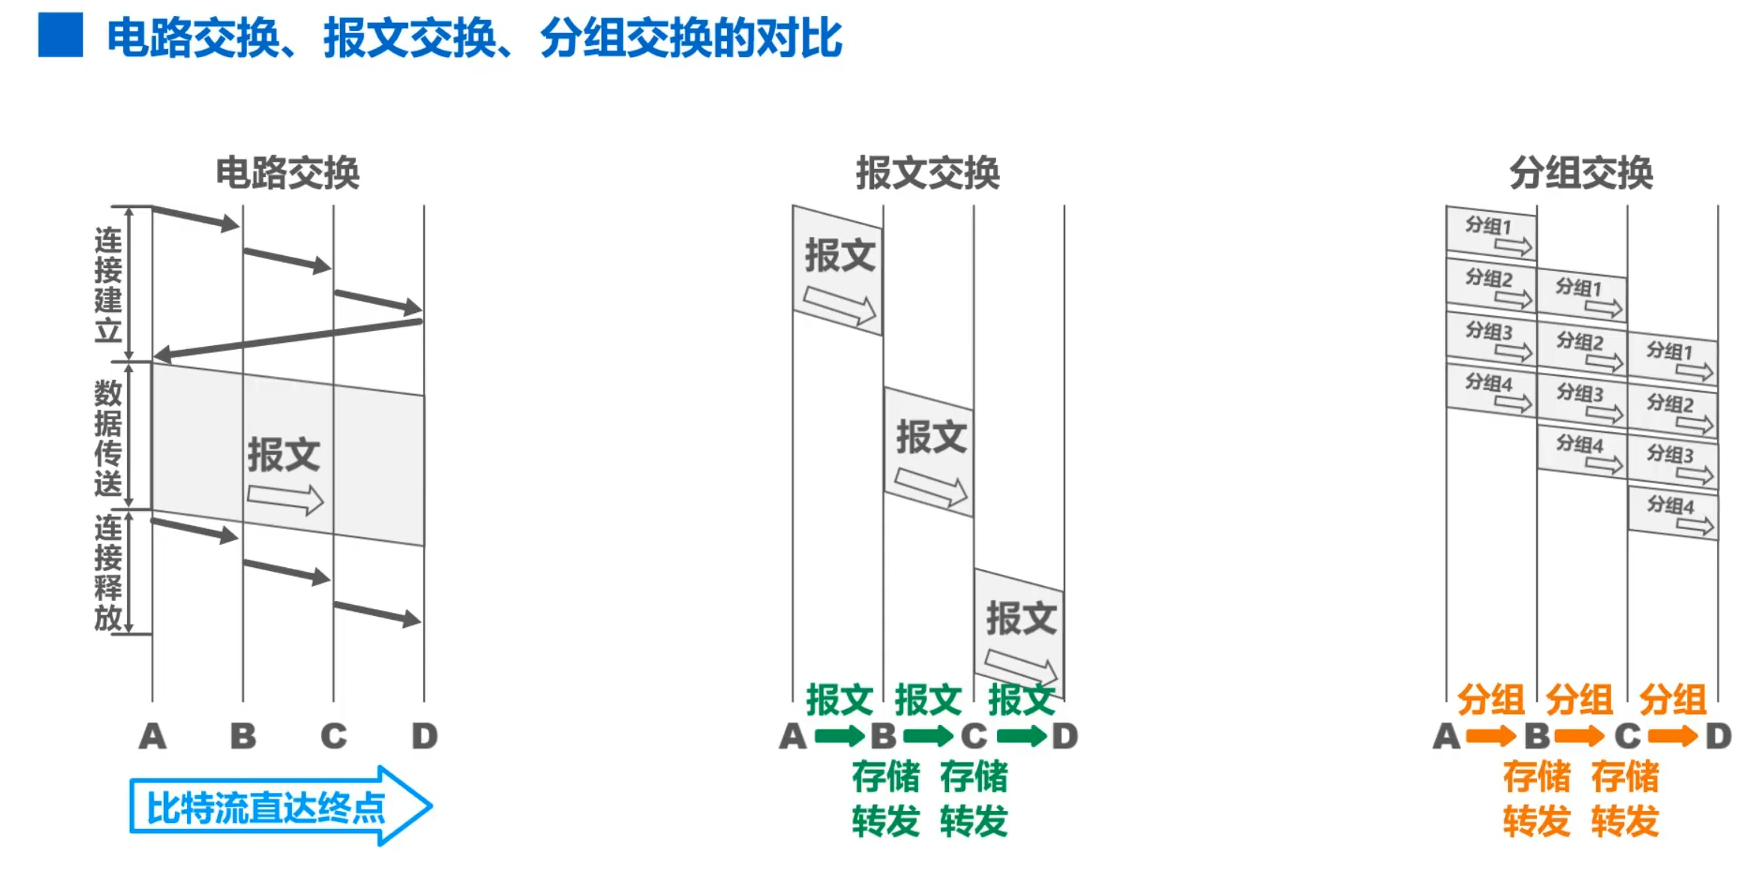 电路交换、报文交换、分组交换的对比
电路交换
连接建立
数据传送
连接释放
报文
A B C D
比特流直达终点
报文交换
报文
报文
报文
报文 报文 报文
A B C D
存储 存储
转发 转发
分组交换
分组1
分组2 分组1
分组3 分组2 分组1
分组4 分组3 分组2
分组4 分组3
分组4
分组 分组 分组
A B C D
存储 存储
转发 转发